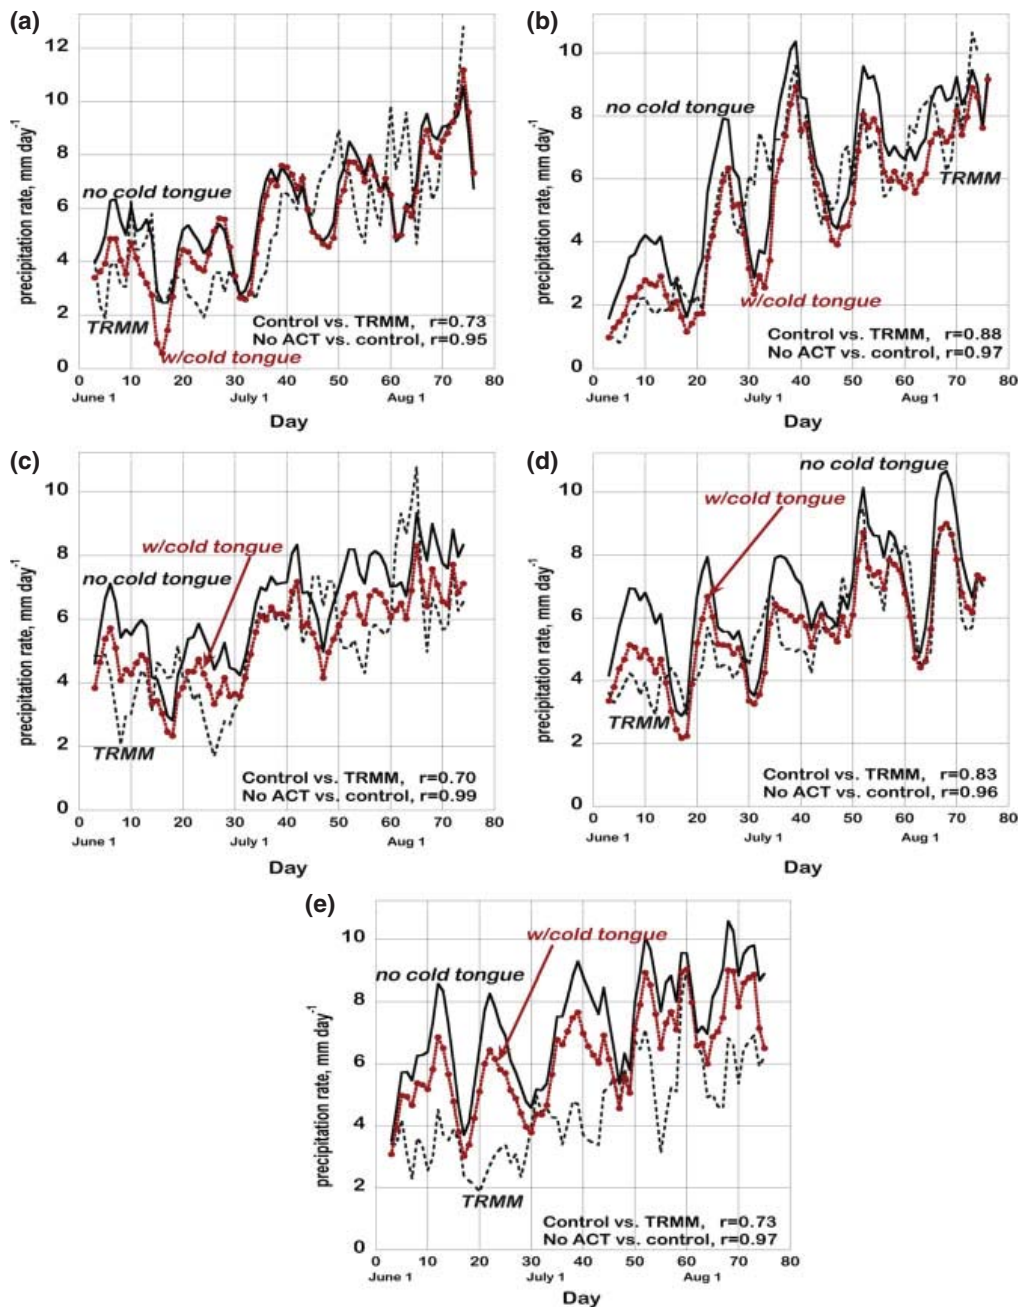 (a)
12
10
8
6
4
2
0
precipitation rate, mm day-1
no cold tongue
TRMM
w/cold tongue
Control vs. TRMM, r=0.73
No ACT vs. control, r=0.95
0 10 20 30 40 50 60 70 80
June 1 July 1 Aug 1
Day
(b)
10
8
6
4
2
0
precipitation rate, mm day-1
no cold tongue
TRMM
w/cold tongue
Control vs. TRMM, r=0.88
No ACT vs. control, r=0.97
0 10 20 30 40 50 60 70 80
June 1 July 1 Aug 1
Day
(c)
10
8
6
4
2
0
precipitation rate, mm day-1
w/cold tongue
no cold tongue
TRMM
Control vs. TRMM, r=0.70
No ACT vs. control, r=0.99
0 10 20 30 40 50 60 70 80
June 1 July 1 Aug 1
Day
(d)
10
8
6
4
2
0
precipitation rate, mm day-1
no cold tongue
w/cold tongue
TRMM
Control vs. TRMM, r=0.83
No ACT vs. control, r=0.96
0 10 20 30 40 50 60 70 80
June 1 July 1 Aug 1
Day
(e)
10
8
6
4
2
0
precipitation rate, mm day-1
w/cold tongue
no cold tongue
TRMM
Control vs. TRMM, r=0.73
No ACT vs. control, r=0.97
0 10 20 30 40 50 60 70 80
June 1 July 1 Aug 1
Day